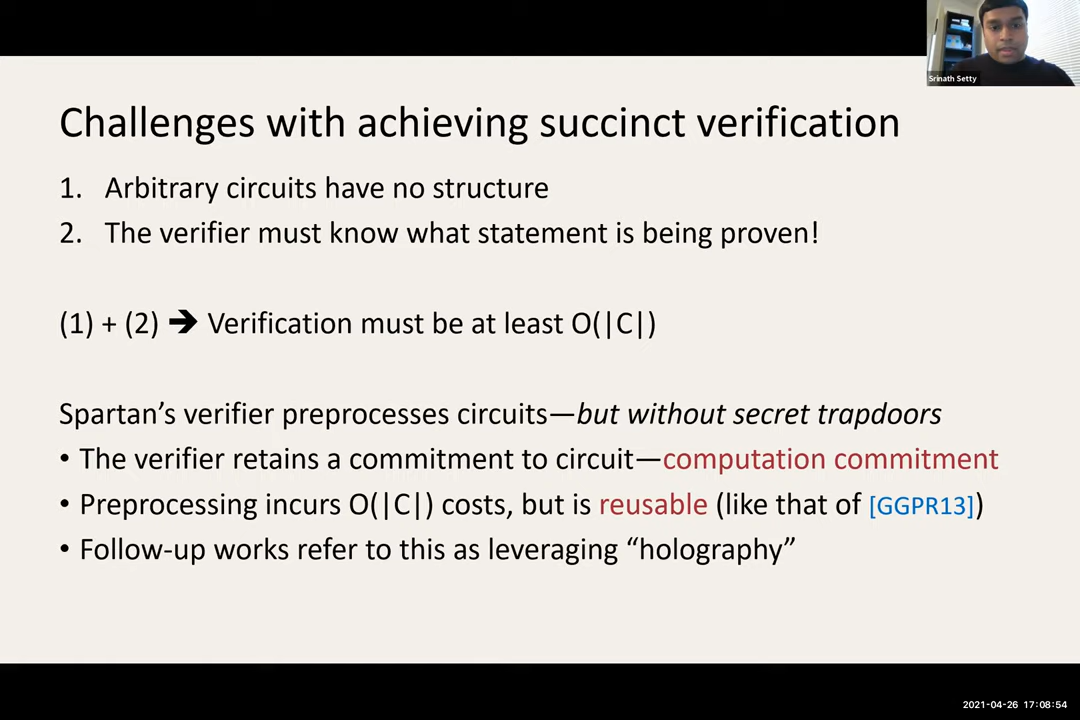 Srinath Setty
Challenges with achieving succinct verification
1. Arbitrary circuits have no structure
2. The verifier must know what statement is being proven!
(1) + (2) ➔ Verification must be at least O(|C|)
Spartan’s verifier preprocesses circuits—but without secret trapdoors
• The verifier retains a commitment to circuit—computation commitment
• Preprocessing incurs O(|C|) costs, but is reusable (like that of [GGPR13])
• Follow-up works refer to this as leveraging “holography”
2021-04-26 17:08:54